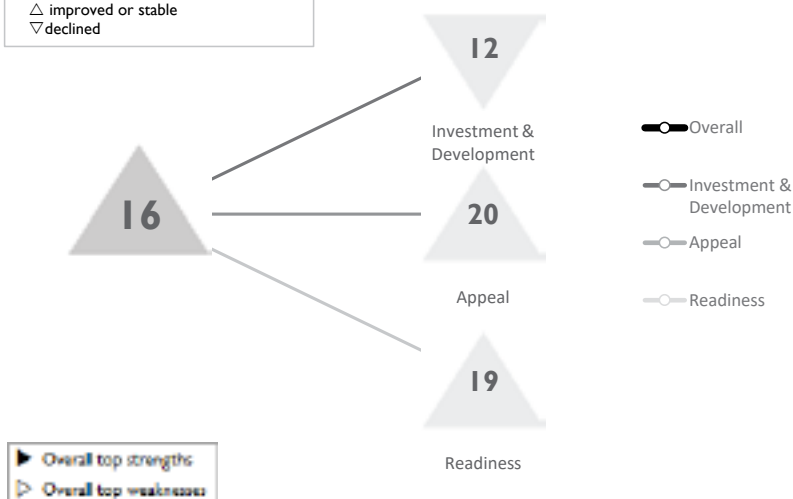 △ improved or stable
▽ declined
12
Investment &
Development
16
20
Appeal
19
Readiness
Overall
Investment &
Development
Appeal
Readiness
▶ Overall top strengths
▷ Overall top weaknesses